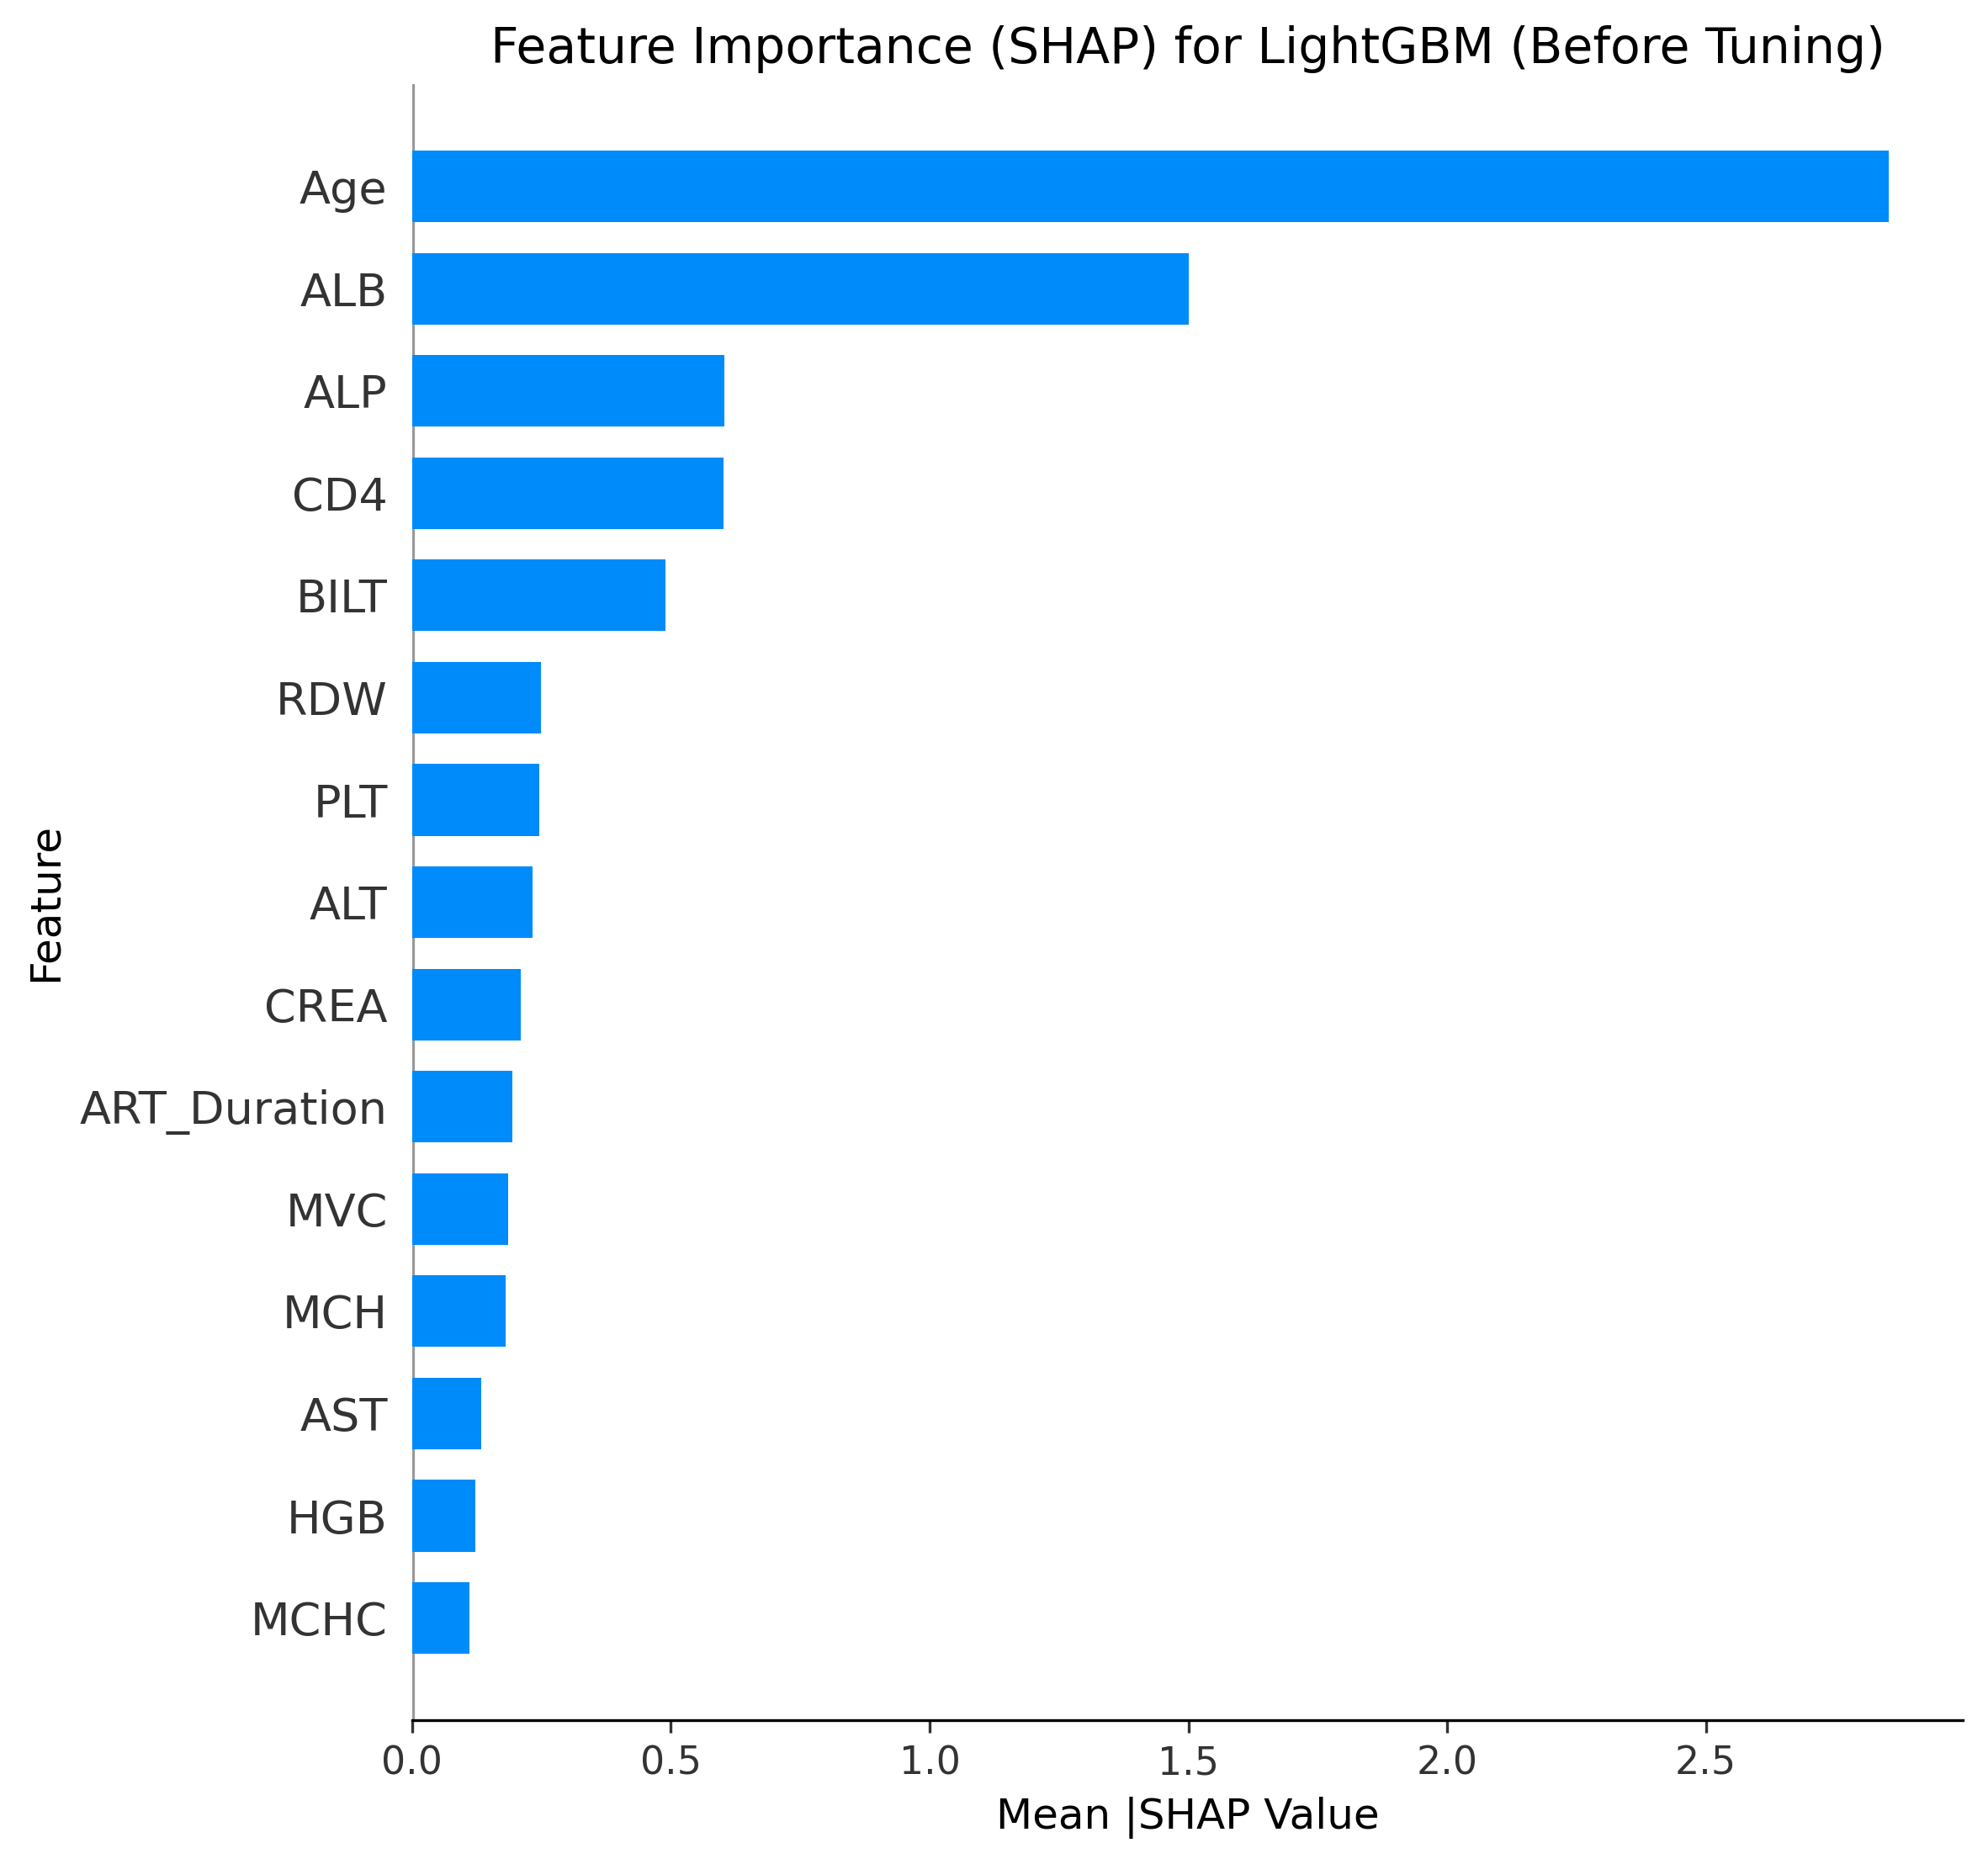 Feature Importance (SHAP) for LightGBM (Before Tuning)
Age
ALB
ALP
CD4
BILT
RDW
PLT
ALT
CREA
ART_Duration
MVC
MCH
AST
HGB
MCHC
Feature
0.0 0.5 1.0 1.5 2.0 2.5
Mean |SHAP Value